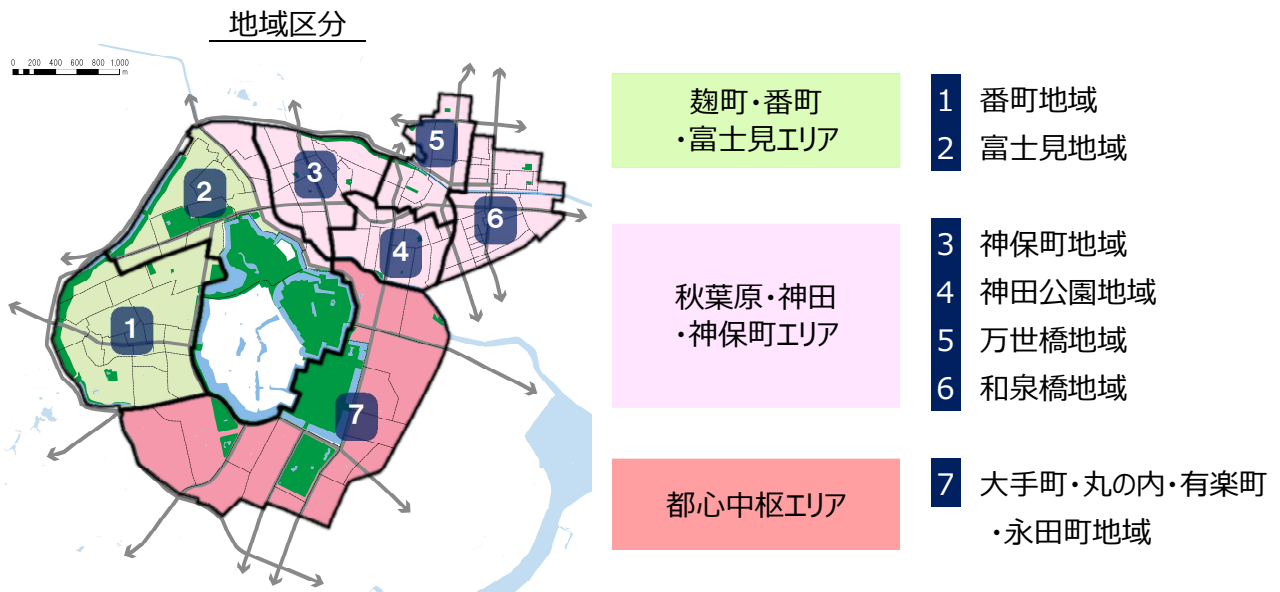 地域区分
0 200 400 600 800 1,000
m
2
3
5
4
6
1
7
麹町・番町
・富士見エリア
1 番町地域
2 富士見地域
秋葉原・神田
・神保町エリア
3 神保町地域
4 神田公園地域
5 万世橋地域
6 和泉橋地域
都心中枢エリア
7 大手町・丸の内・有楽町
・永田町地域